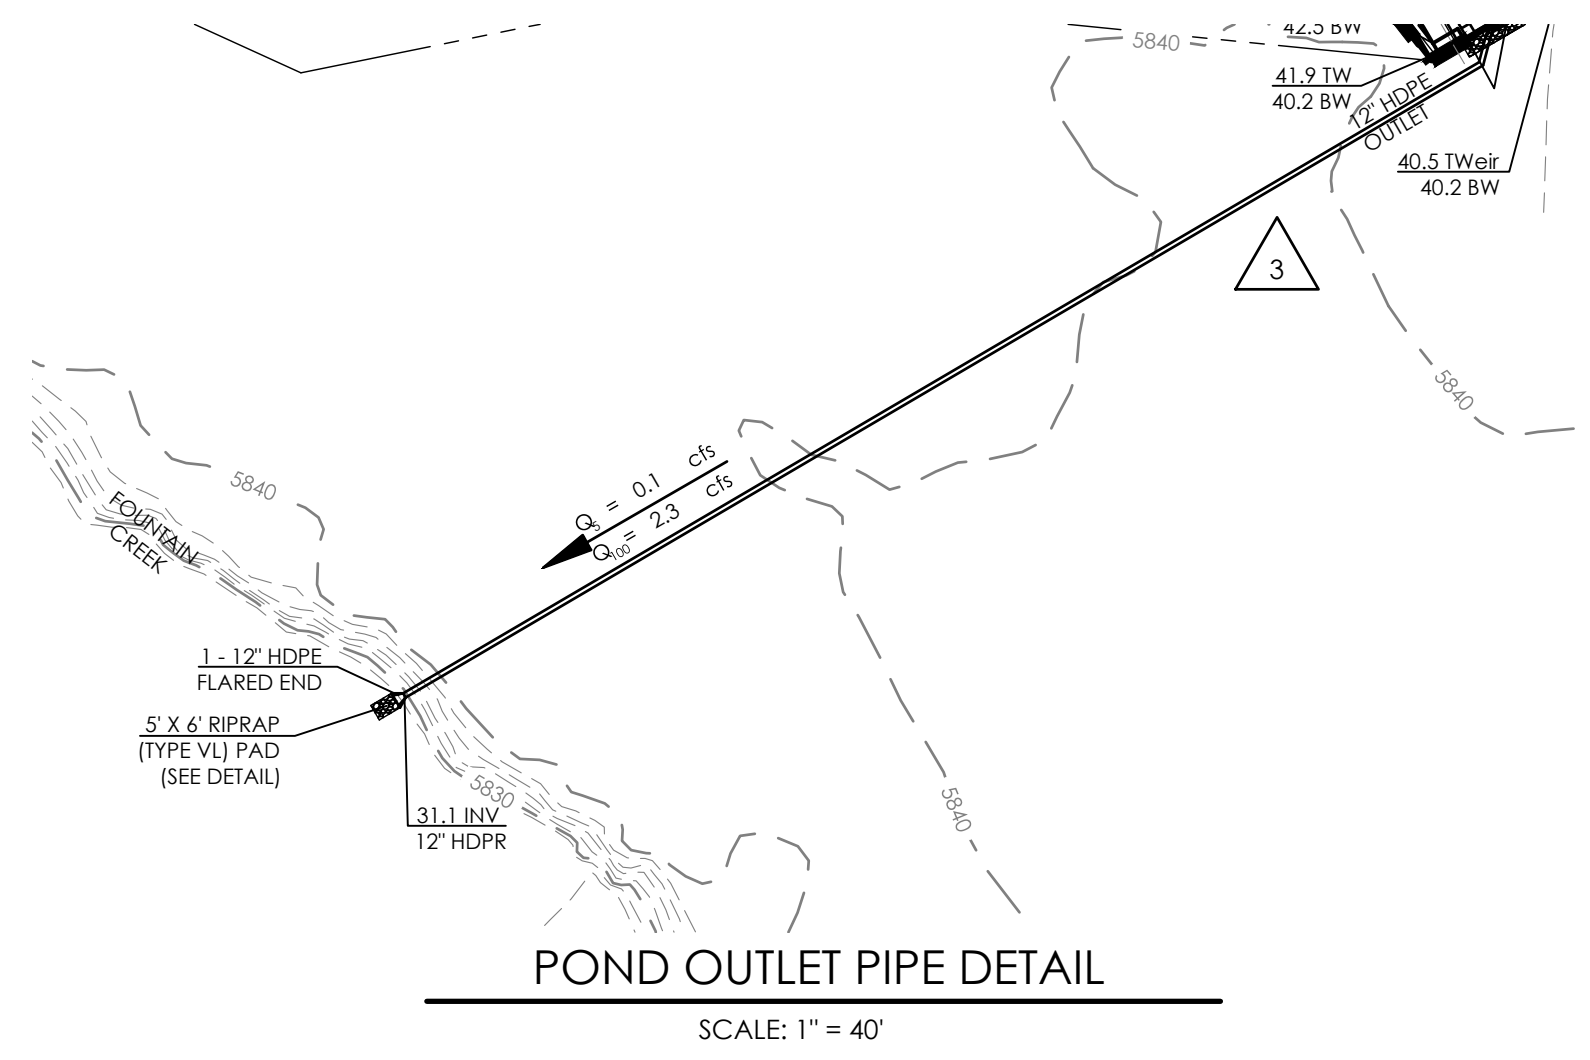 42.5 BW
5840
41.9 TW
40.2 BW
12" HDPE
OUTLET
40.5 TWeir
40.2 BW
3
5840
5840
Q5 = 0.1 cfs
Q100 = 2.3 cfs
FOUNTAIN
CREEK
1 - 12" HDPE
FLARED END
5' X 6' RIPRAP
(TYPE VL) PAD
(SEE DETAIL)
5830
31.1 INV
12" HDPR
5840
POND OUTLET PIPE DETAIL
SCALE: 1" = 40'